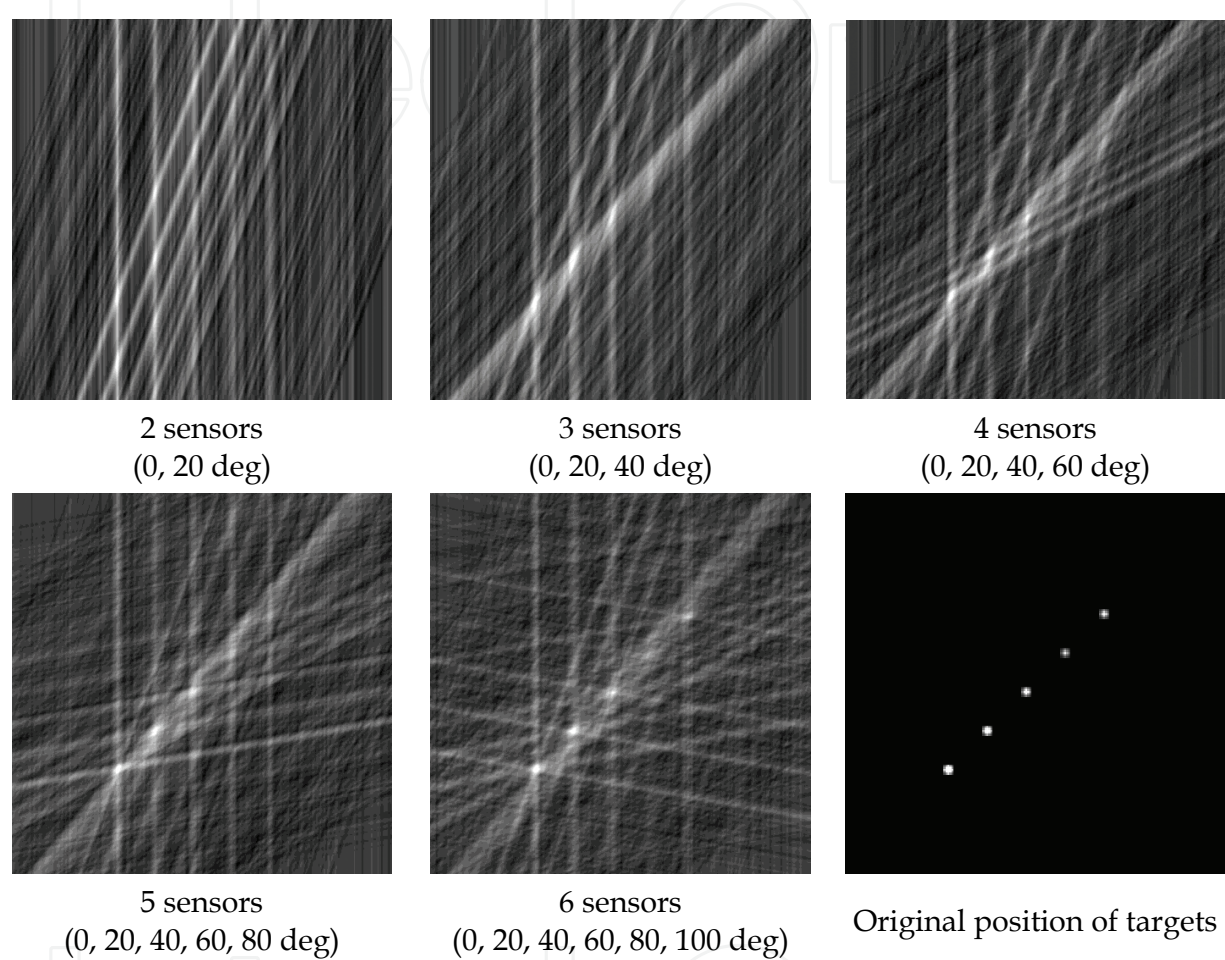 2 sensors
(0, 20 deg)
3 sensors
(0, 20, 40 deg)
4 sensors
(0, 20, 40, 60 deg)
5 sensors
(0, 20, 40, 60, 80 deg)
6 sensors
(0, 20, 40, 60, 80, 100 deg)
Original position of targets